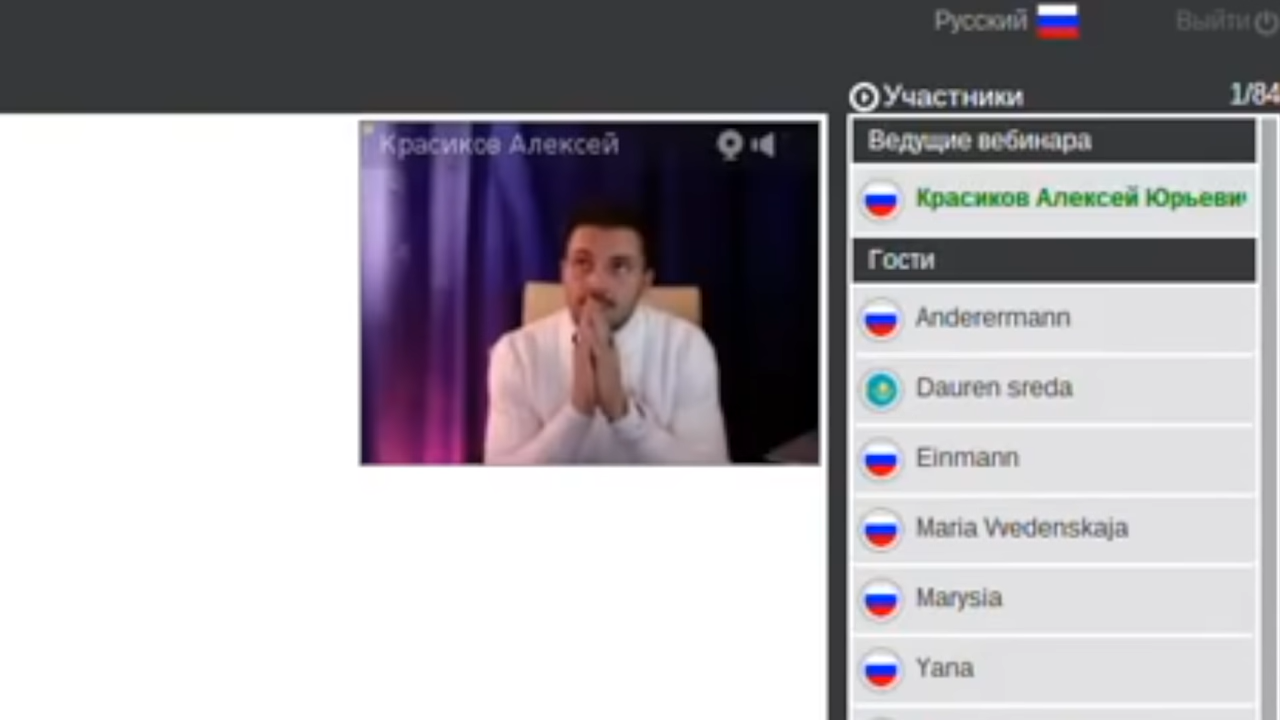 Русский
Выйти
Участники
1/84
Ведущие вебинара
Красиков Алексей
Красиков Алексей Юрьеви
Гости
Anderermann
Dauren sreda
Einmann
Maria Vvedenskaja
Marysia
Yana